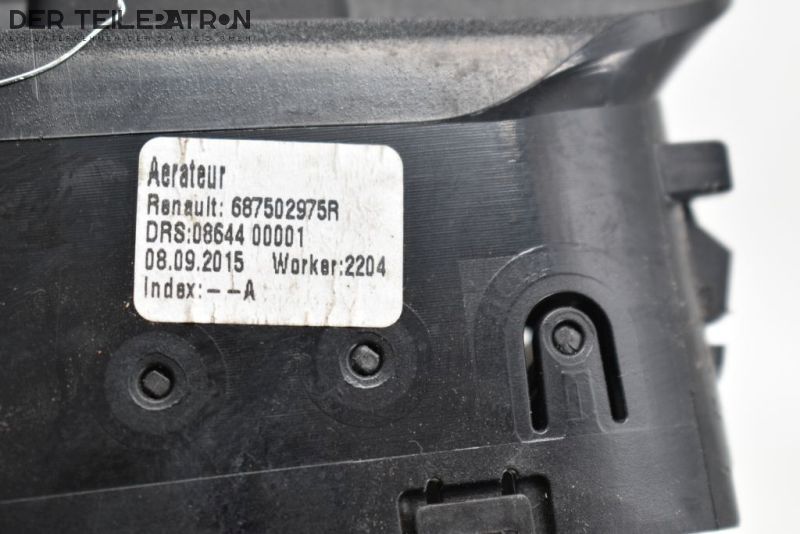 DER TEILEPATRON
Aerateur
Renault: 687502975R
DRS:08644 00001
08.09.2015 Worker:2204
Index:--A